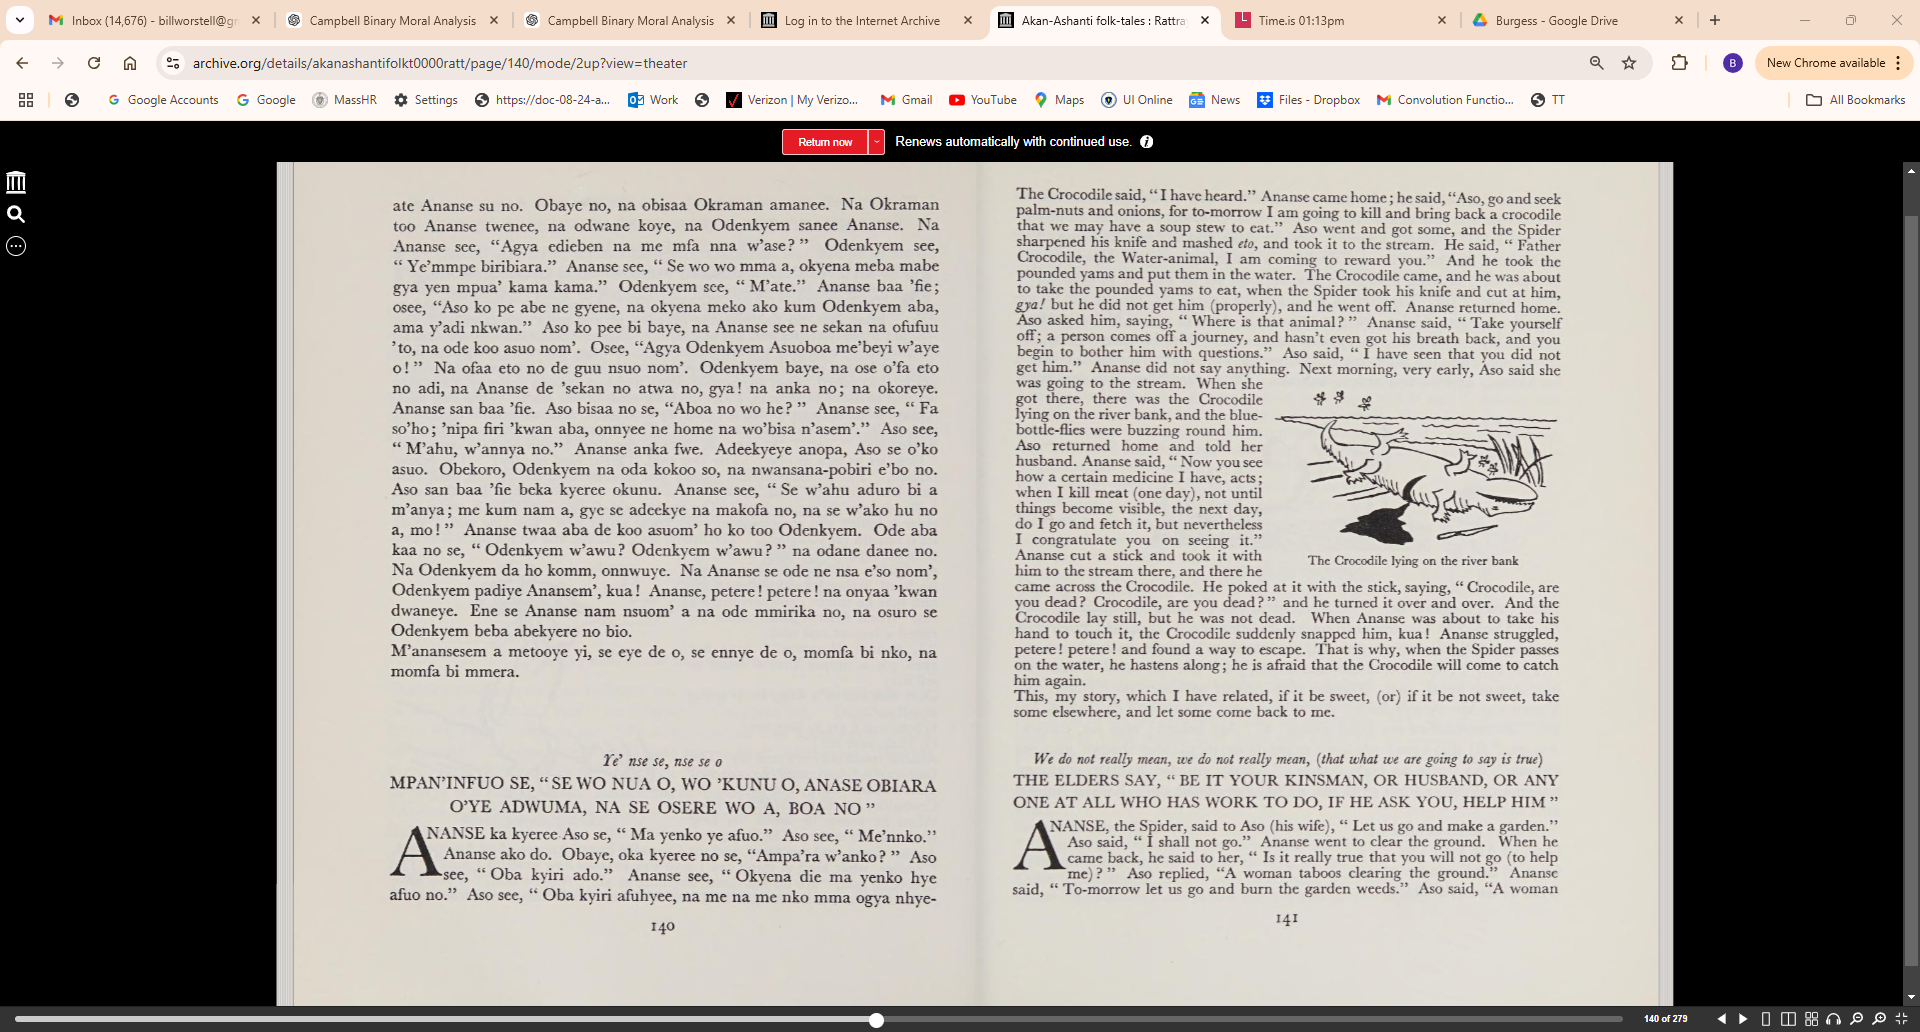 Inbox (14,676) - billworstell@g
Campbell Binary Moral Analysis
Campbell Binary Moral Analysis
Log in to the Internet Archive
Akan-Ashanti folk-tales : Rattra
Time.is 01:13pm
Burgess - Google Drive
archive.org/details/akanashantifolkt0000ratt/page/140/mode/2up?view=theater
B
New Chrome available
Google Accounts
Google
MassHR
Settings
https://doc-08-24-a...
Work
Verizon | My Verizo...
Gmail
YouTube
Maps
UI Online
News
Files - Dropbox
Convolution Functio...
TT
All Bookmarks
Return now
Renews automatically with continued use.
ate Ananse su no. Obaye no, na obisaa Okraman amanee. Na Okraman
too Ananse twenee, na odwane koye, na Odenkyem sanee Ananse. Na
Ananse see, “Agya edieben na me mfa nna w’ase?” Odenkyem see,
“Ye’mmpe biribiara.” Ananse see, “Se wo wo mma a, okyena meba mabe
gya yen mpua’ kama kama.” Odenkyem see, “M’ate.” Ananse baa ’fie;
osee, “Aso ko pe abe ne gyene, na okyena meko ako kum Odenkyem aba,
ama y’adi nkwan.” Aso ko pee bi baye, na Ananse see ne sekan na ofufuu
’to, na ode koo asuo nom’. Osee, “Agya Odenkyem Asuoboa me’beyi w’aye
o!” Na ofaa eto no de guu nsuo nom’. Odenkyem baye, na ose o’fa eto
no adi, na Ananse de ’sekan no atwa no, gya! na anka no; na okoreye.
Ananse san baa ’fie. Aso bisaa no se, “Aboa no wo he?” Ananse see, “Fa
so’ho; ’nipa firi ’kwan aba, onnyee ne home na wo’bisa n’asem’.” Aso see,
“M’ahu, w’annya no.” Ananse anka fwe. Adeekyeye anopa, Aso se o’ko
asuo. Obekoro, Odenkyem na oda kokoo so, na nwansana-pobiri e’bo no.
Aso san baa ’fie beka kyeree okunu. Ananse see, “Se w’ahu aduro bi a
m’anya; me kum nam a, gye se adeekye na makofa no, na se w’ako hu no
a, mo!” Ananse twaa aba de koo asuom’ ho ko too Odenkyem. Ode aba
kaa no se, “Odenkyem w’awu? Odenkyem w’awu?” na odane danee no.
Na Odenkyem da ho komm, onnwuye. Na Ananse se ode ne nsa e’so nom’,
Odenkyem padiye Anansem’, kua! Ananse, petere! petere! na onyaa ’kwan
dwaneye. Ene se Ananse nam nsuom’ a na ode mmirika no, na osuro se
Odenkyem beba abekyere no bio.
M’anansesem a metooye yi, se eye de o, se ennye de o, momfa bi nko, na
momfa bi mmera.
Ye’ nse se, nse se o
MPAN’INFUO SE, “SE WO NUA O, WO ’KUNU O, ANASE OBIARA
O’YE ADWUMA, NA SE OSERE WO A, BOA NO”
ANANSE ka kyeree Aso se, “Ma yenko ye afuo.” Aso see, “Me’nnko.”
Ananse ako do. Obaye, oka kyeree no se, “Ampa’ra w’anko?” Aso
see, “Oba kyiri ado.” Ananse see, “Okyena die ma yenko hye
afuo no.” Aso see, “Oba kyiri afuhyee, na me na me nko mma ogya nhye-
140
The Crocodile said, “I have heard.” Ananse came home; he said, “Aso, go and seek
palm-nuts and onions, for to-morrow I am going to kill and bring back a crocodile
that we may have a soup stew to eat.” Aso went and got some, and the Spider
sharpened his knife and mashed eto, and took it to the stream. He said, “Father
Crocodile, the Water-animal, I am coming to reward you.” And he took the
pounded yams and put them in the water. The Crocodile came, and he was about
to take the pounded yams to eat, when the Spider took his knife and cut at him,
gya! but he did not get him (properly), and he went off. Ananse returned home.
Aso asked him, saying, “Where is that animal?” Ananse said, “Take yourself
off; a person comes off a journey, and hasn’t even got his breath back, and you
begin to bother him with questions.” Aso said, “I have seen that you did not
get him.” Ananse did not say anything. Next morning, very early, Aso said she
was going to the stream. When she
got there, there was the Crocodile
lying on the river bank, and the blue-
bottle-flies were buzzing round him.
Aso returned home and told her
husband. Ananse said, “Now you see
how a certain medicine I have, acts;
when I kill meat (one day), not until
things become visible, the next day,
do I go and fetch it, but nevertheless
I congratulate you on seeing it.”
Ananse cut a stick and took it with
him to the stream there, and there he
The Crocodile lying on the river bank
came across the Crocodile. He poked at it with the stick, saying, “Crocodile, are
you dead? Crocodile, are you dead?” and he turned it over and over. And the
Crocodile lay still, but he was not dead. When Ananse was about to take his
hand to touch it, the Crocodile suddenly snapped him, kua! Ananse struggled,
petere! petere! and found a way to escape. That is why, when the Spider passes
on the water, he hastens along; he is afraid that the Crocodile will come to catch
him again.
This, my story, which I have related, if it be sweet, (or) if it be not sweet, take
some elsewhere, and let some come back to me.
We do not really mean, we do not really mean, (that what we are going to say is true)
THE ELDERS SAY, “BE IT YOUR KINSMAN, OR HUSBAND, OR ANY
ONE AT ALL WHO HAS WORK TO DO, IF HE ASK YOU, HELP HIM”
ANANSE, the Spider, said to Aso (his wife), “Let us go and make a garden.”
Aso said, “I shall not go.” Ananse went to clear the ground. When he
came back, he said to her, “Is it really true that you will not go (to help
me)?” Aso replied, “A woman taboos clearing the ground.” Ananse
said, “To-morrow let us go and burn the garden weeds.” Aso said, “A woman
141
140 of 279